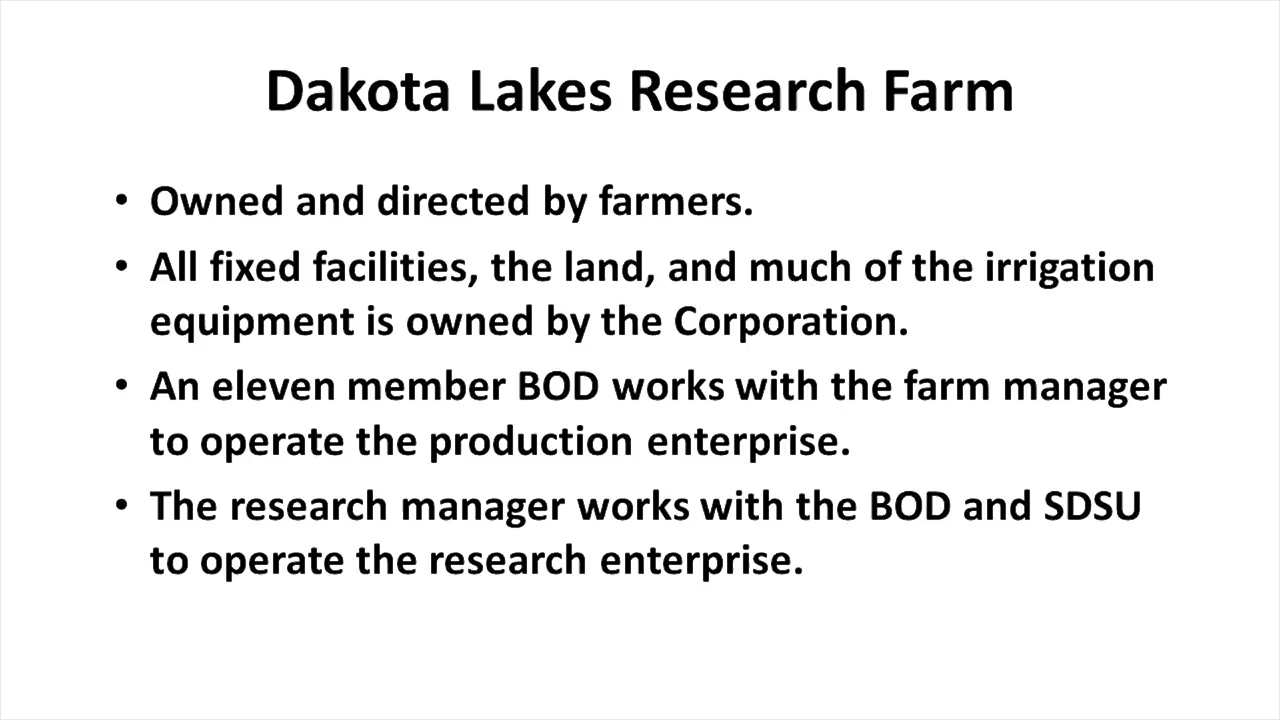 Dakota Lakes Research Farm
• Owned and directed by farmers.
• All fixed facilities, the land, and much of the irrigation
equipment is owned by the Corporation.
• An eleven member BOD works with the farm manager
to operate the production enterprise.
• The research manager works with the BOD and SDSU
to operate the research enterprise.